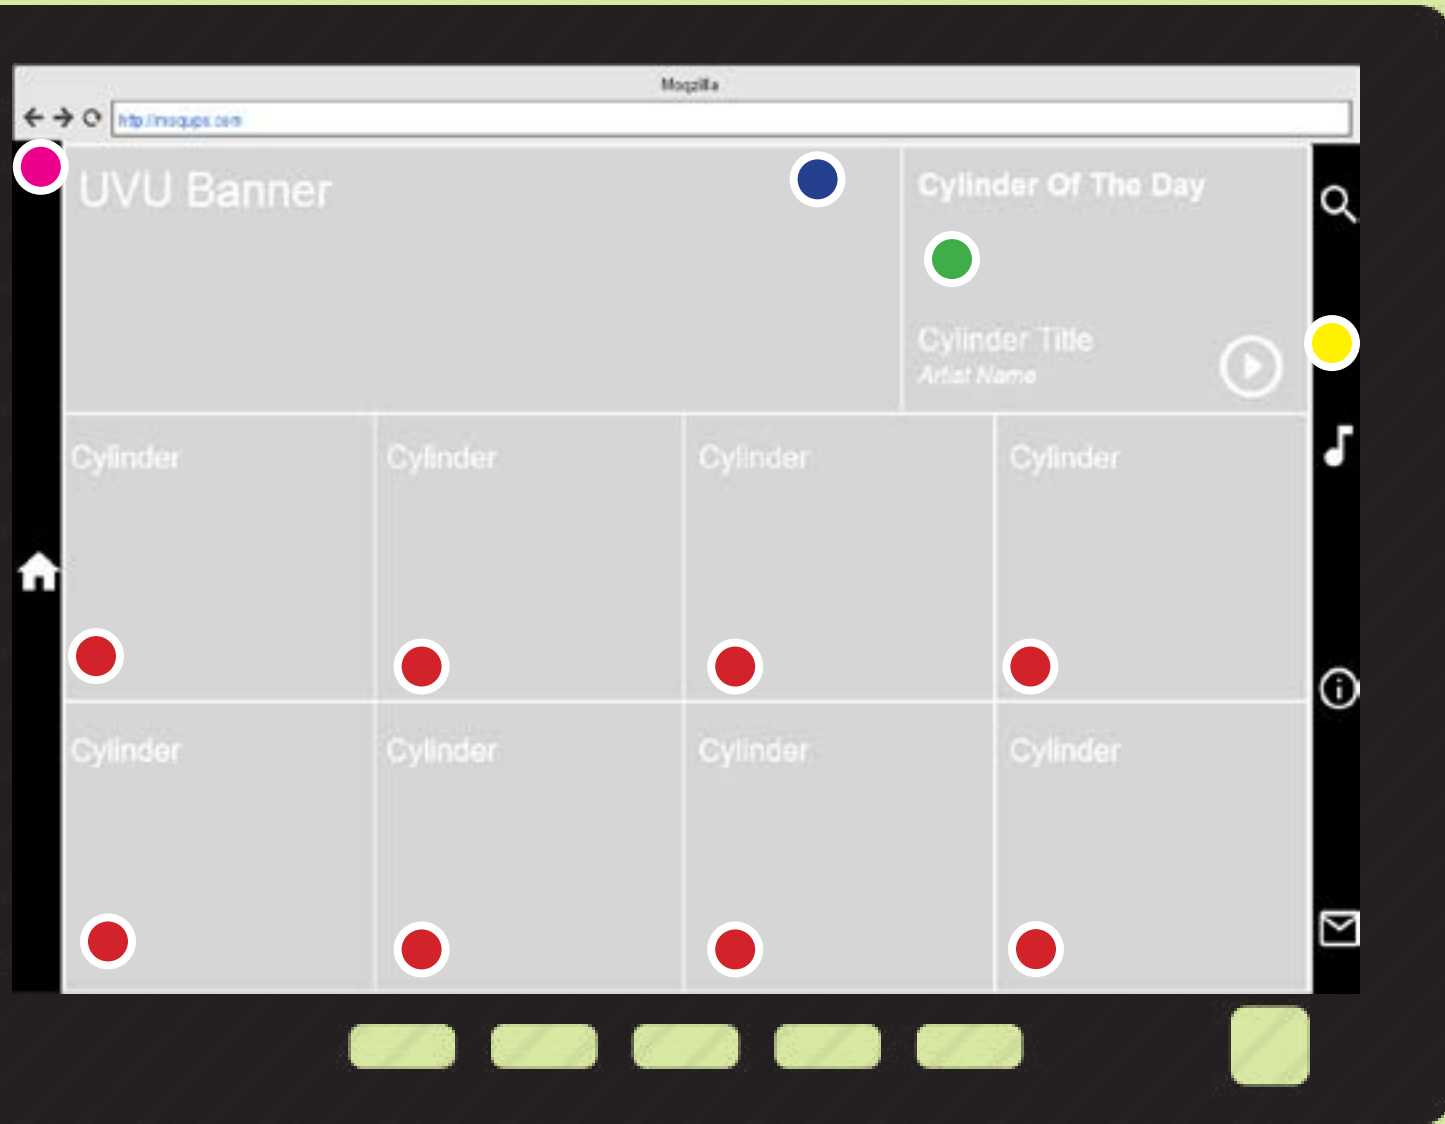 Moqzilla
http://moqups.com
UVU Banner
Cylinder Of The Day
Cylinder Title
Artist Name
Cylinder
Cylinder
Cylinder
Cylinder
Cylinder
Cylinder
Cylinder
Cylinder